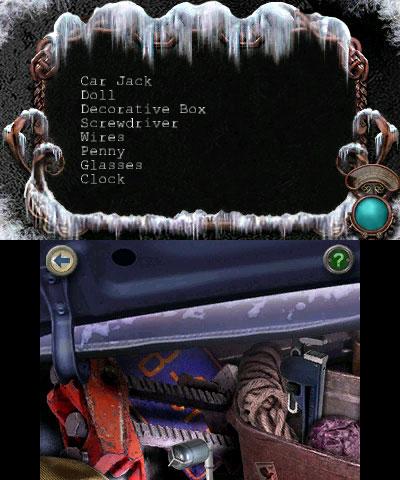 Car Jack
Doll
Decorative Box
Screwdriver
Wires
Penny
Glasses
Clock
?